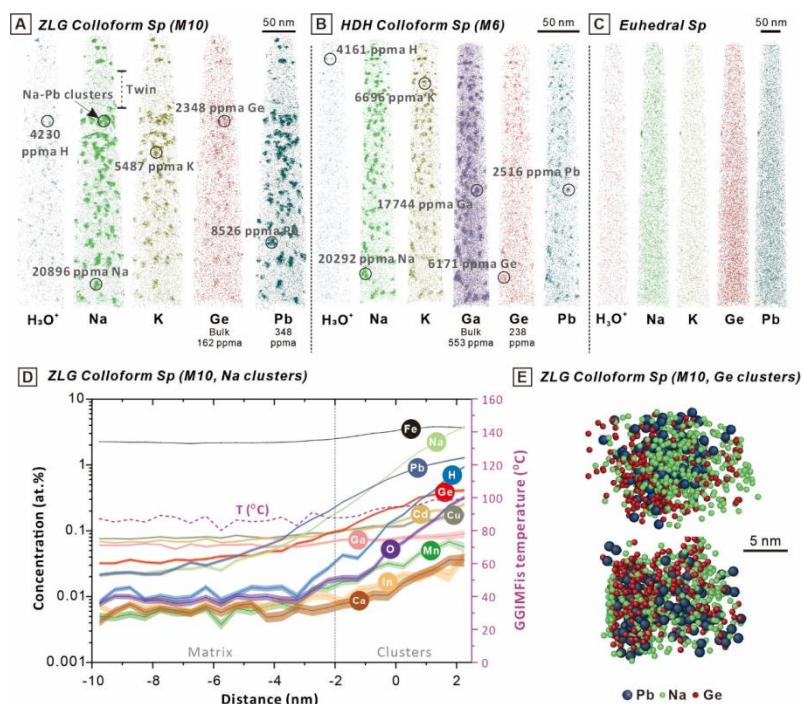 A ZLG Colloform Sp (M10) 50 nm
Twin
Na-Pb clusters
4230
ppma H
2348 ppma Ge
5487 ppma K
8526 ppma Pb
20896 ppma Na
H₃O⁺ Na K Ge Pb
Bulk 348
162 ppma ppma
B HDH Colloform Sp (M6) 50 nm
4161 ppma H
6696 ppma K
2516 ppma Pb
17744 ppma Ga
20292 ppma Na
6171 ppma Ge
H₃O⁺ Na K Ga Ge Pb
Bulk 238
553 ppma ppma
C Euhedral Sp 50 nm
H₃O⁺ Na K Ge Pb
D ZLG Colloform Sp (M10, Na clusters)
Concentration (at.%)
10
1
0.1
0.01
0.001
Fe
Na
Pb
H
T (°C)
Ge
Cd
Cu
Ga
O
Mn
In
Ca
Matrix Clusters
-10 -8 -6 -4 -2 0 2
Distance (nm)
160
140
120
100
80
60
40
20
0
GGIMFis temperature (°C)
E ZLG Colloform Sp (M10, Ge clusters)
5 nm
Pb Na Ge